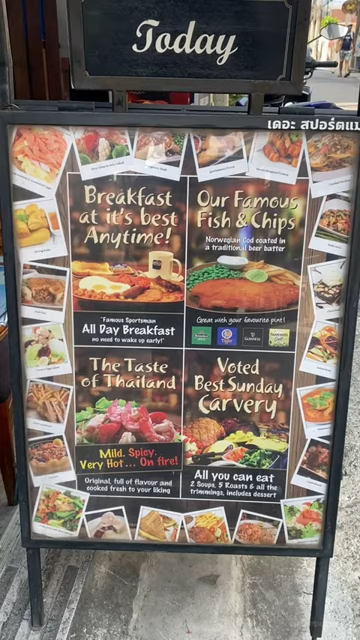 Today
เดอะ สปอร์ตแม
Breakfast
at it's best
Anytime!
"Famous Sportsman
All Day Breakfast
no need to wake up early!"
Our Famous
Fish & Chips
Norwegian Cod coated in
a traditional beer batter
Great with your favourite pint!
GUINNESS
The Taste
of Thailand
Mild. Spicy.
Very Hot... On fire!
Original, full of flavour and
cooked fresh to your liking
Voted
Best Sunday
Carvery
All you can eat
2 Soups, 5 Roasts & all the
trimmings, includes dessert